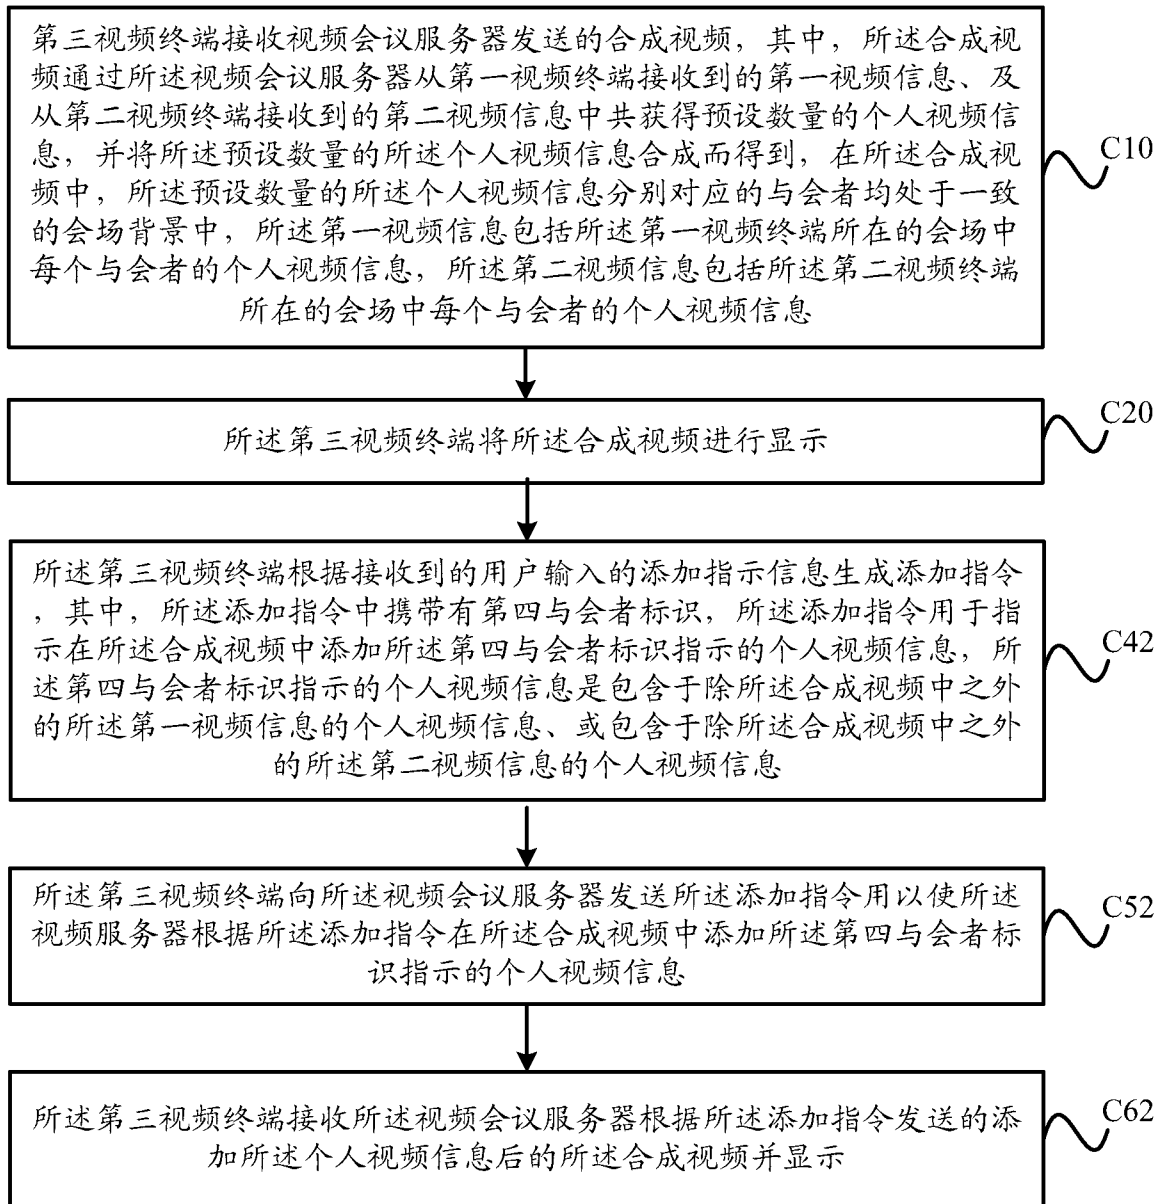 第三视频终端接收视频会议服务器发送的合成视频，其中，所述合成视
频通过所述视频会议服务器从第一视频终端接收到的第一视频信息、及
从第二视频终端接收到的第二视频信息中共获得预设数量的个人视频信
息，并将所述预设数量的所述个人视频信息合成而得到，在所述合成视
频中，所述预设数量的所述个人视频信息分别对应的与会者均处于一致
的会场背景中，所述第一视频信息包括所述第一视频终端所在的会场中
每个与会者的个人视频信息，所述第二视频信息包括所述第二视频终端
所在的会场中每个与会者的个人视频信息
C10
所述第三视频终端将所述合成视频进行显示
C20
所述第三视频终端根据接收到的用户输入的添加指示信息生成添加指令
，其中，所述添加指令中携带有第四与会者标识，所述添加指令用于指
示在所述合成视频中添加所述第四与会者标识指示的个人视频信息，所
述第四与会者标识指示的个人视频信息是包含于除所述合成视频中之外
的所述第一视频信息的个人视频信息、或包含于除所述合成视频中之外
的所述第二视频信息的个人视频信息
C42
所述第三视频终端向所述视频会议服务器发送所述添加指令用以使所述
视频服务器根据所述添加指令在所述合成视频中添加所述第四与会者标
识指示的个人视频信息
C52
所述第三视频终端接收所述视频会议服务器根据所述添加指令发送的添
加所述个人视频信息后的所述合成视频并显示
C62